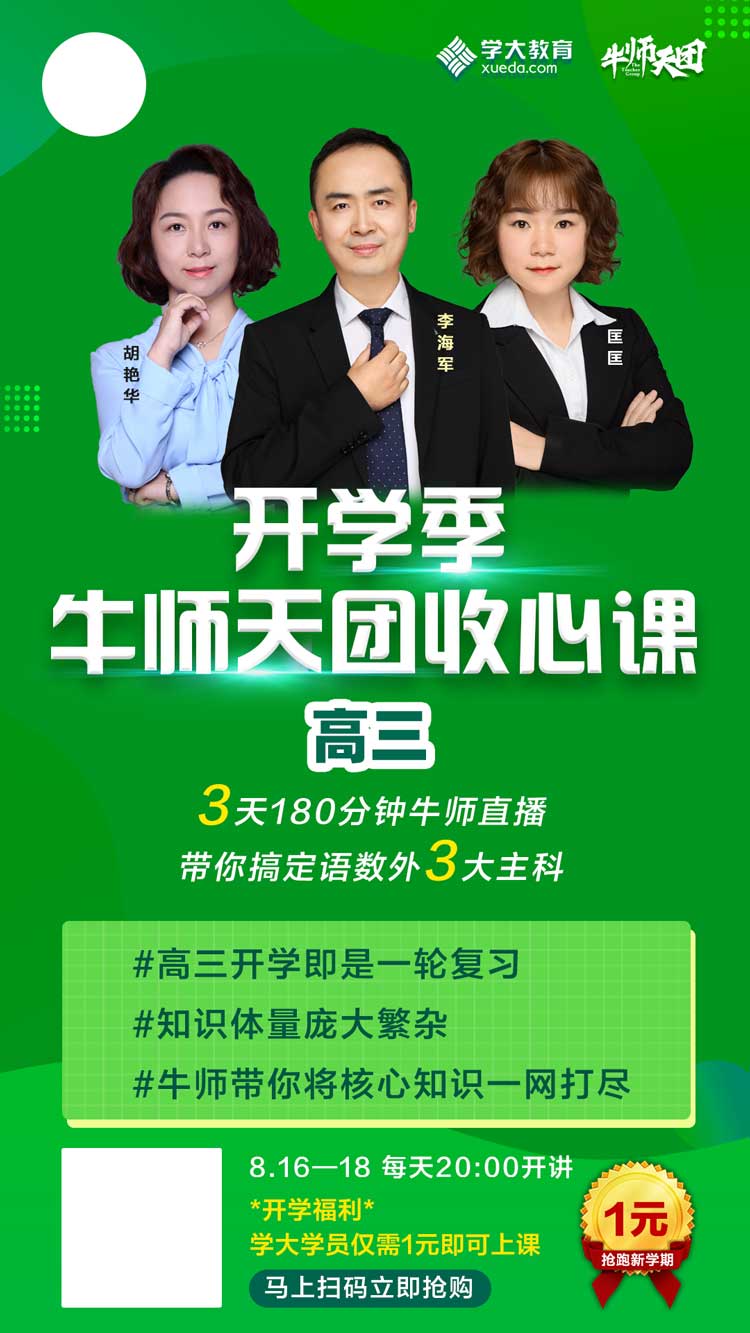 学大教育
xueda.com
牛师天团
The
Teacher
Group
胡艳华
李海军
匡匡
开学季
牛师天团收心课
高三
3天180分钟牛师直播
带你搞定语数外3大主科
#高三开学即是一轮复习
#知识体量庞大繁杂
#牛师带你将核心知识一网打尽
8.16—18 每天20:00开讲
*开学福利*
学大学员仅需1元即可上课
马上扫码立即抢购
1元
抢跑新学期